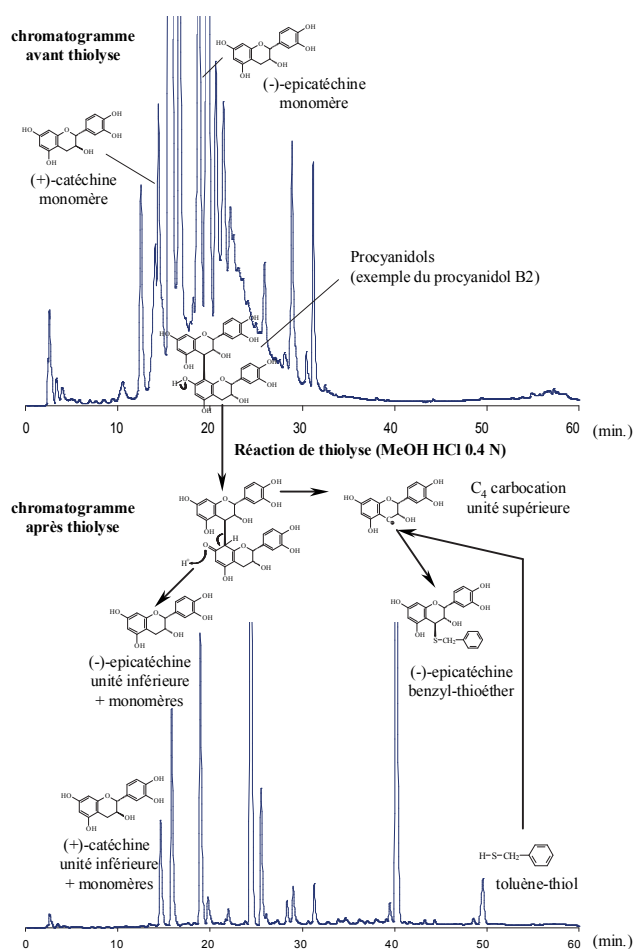 chromatogramme
avant thiolyse
(-)-epicatéchine
monomère
(+)-catéchine
monomère
Procyanidols
(exemple du procyanidol B2)
0 10 20 30 40 50 60 (min.)
Réaction de thiolyse (MeOH HCl 0.4 N)
chromatogramme
après thiolyse
C4 carbocation
unité supérieure
(-)-epicatéchine
unité inférieure
+ monomères
(-)-epicatéchine
benzyl-thioéther
(+)-catéchine
unité inférieure
+ monomères
H-S-CH2
toluène-thiol
0 10 20 30 40 50 60 (min.)